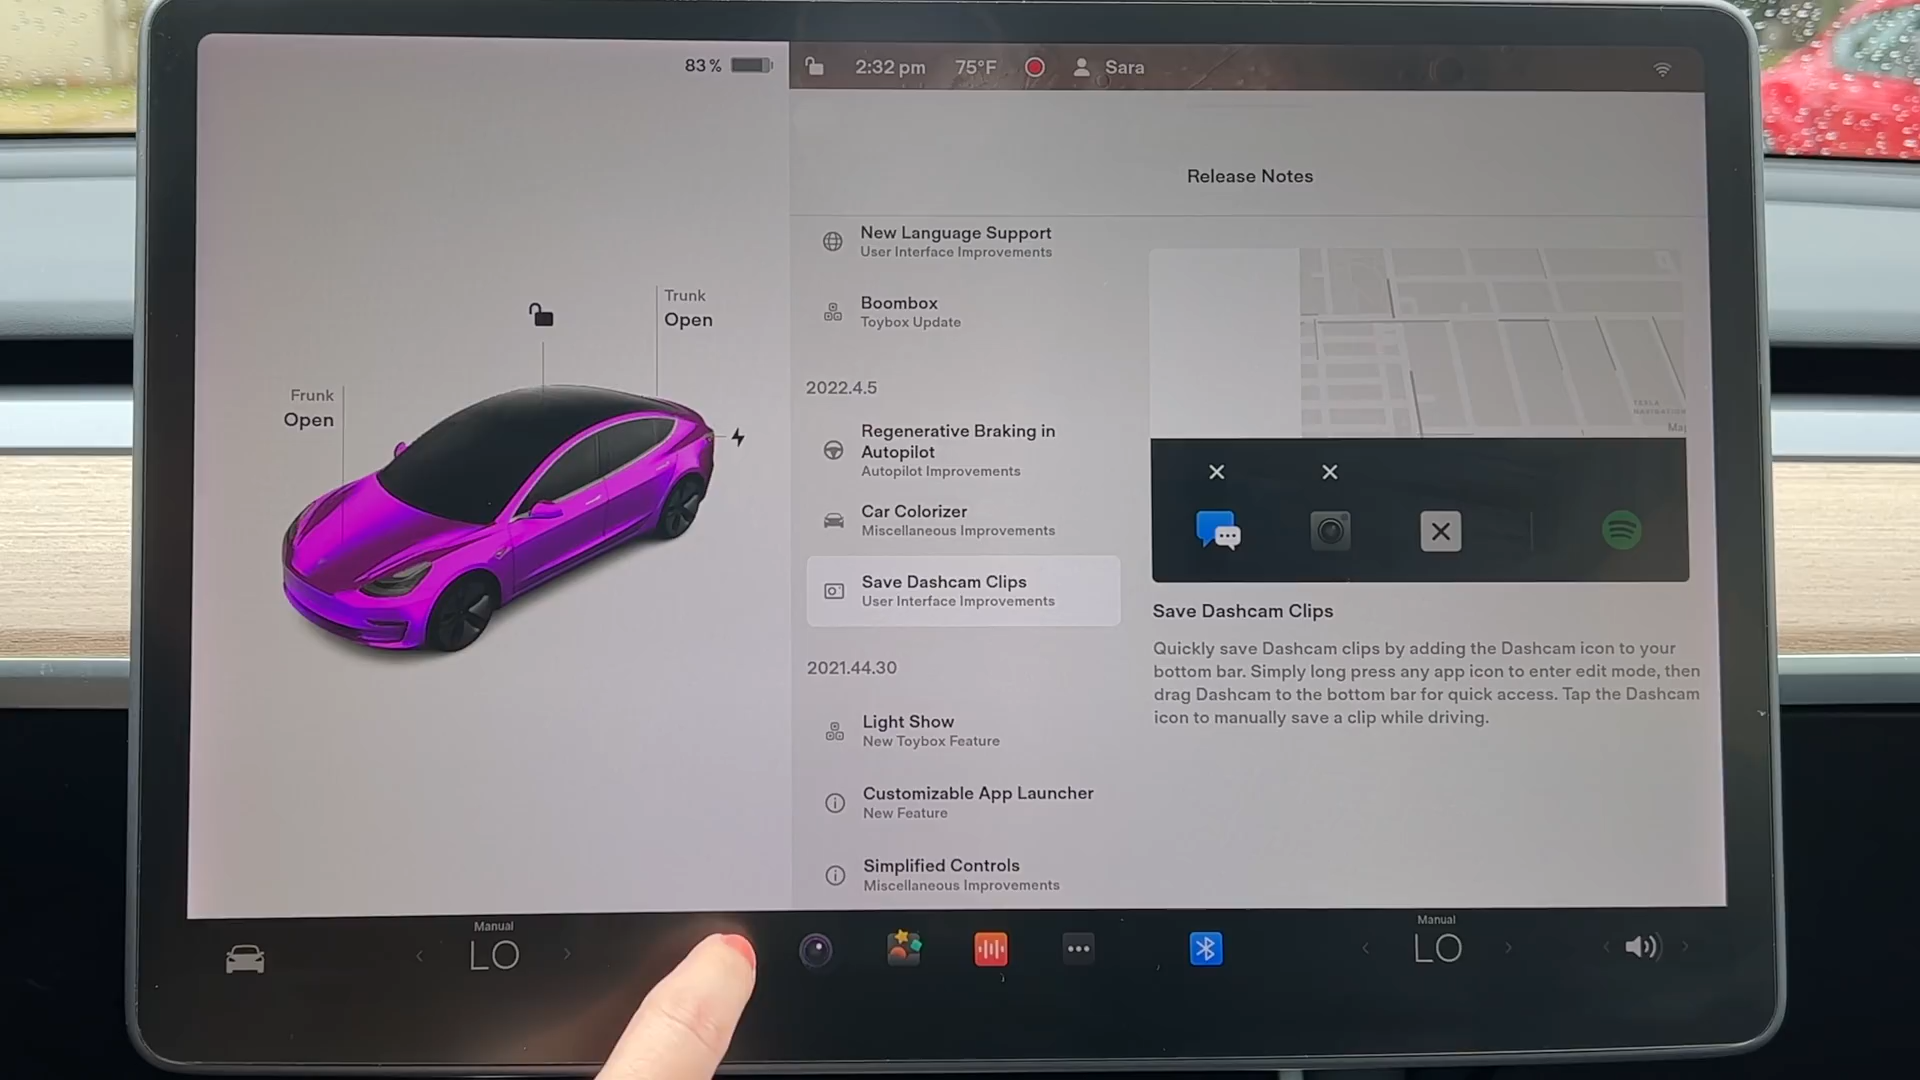 83 %
2:32 pm 75°F Sara
Release Notes
Trunk
Open
Frunk
Open
New Language Support
User Interface Improvements
Boombox
Toybox Update
2022.4.5
Regenerative Braking in
Autopilot
Autopilot Improvements
Car Colorizer
Miscellaneous Improvements
Save Dashcam Clips
User Interface Improvements
2021.44.30
Light Show
New Toybox Feature
Customizable App Launcher
New Feature
Simplified Controls
Miscellaneous Improvements
TESLA
NAVIGATION
Save Dashcam Clips
Quickly save Dashcam clips by adding the Dashcam icon to your
bottom bar. Simply long press any app icon to enter edit mode, then
drag Dashcam to the bottom bar for quick access. Tap the Dashcam
icon to manually save a clip while driving.
Manual
LO
Manual
LO